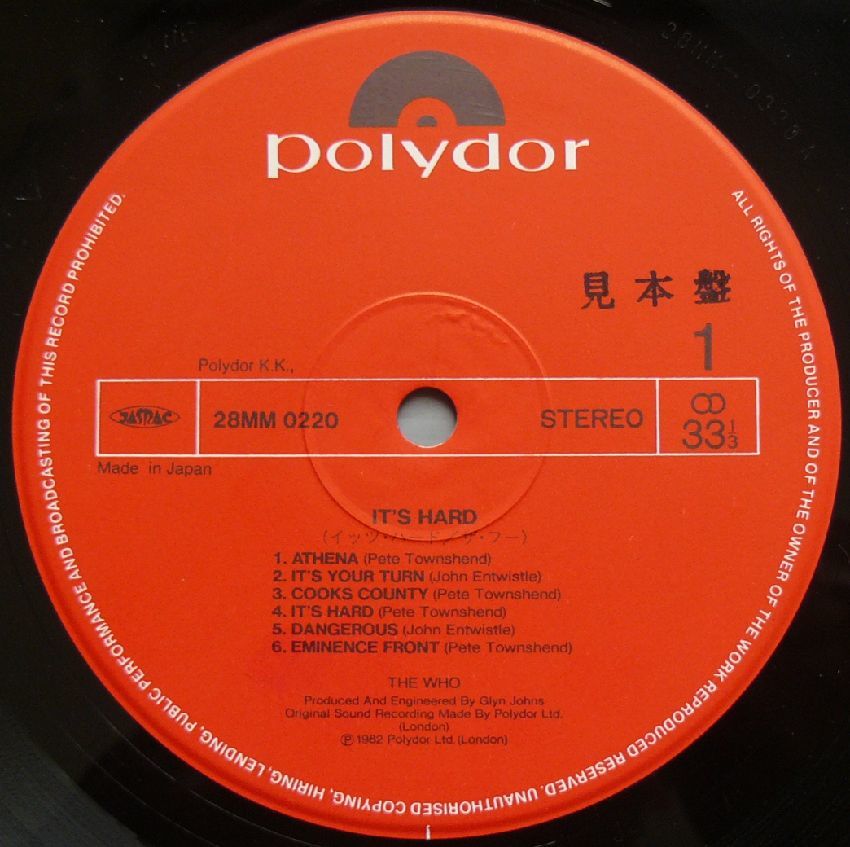 polydor
見本盤
1
Polydor K.K.,
JASRAC
28MM 0220
STEREO
33 1/3
Made in Japan
IT'S HARD
(イッツ・ハード/ザ・フー)
1. ATHENA (Pete Townshend)
2. IT'S YOUR TURN (John Entwistle)
3. COOKS COUNTY (Pete Townshend)
4. IT'S HARD (Pete Townshend)
5. DANGEROUS (John Entwistle)
6. EMINENCE FRONT (Pete Townshend)
THE WHO
Produced And Engineered By Glyn Johns
Original Sound Recording Made By Polydor Ltd.
(London)
Ⓟ1982 Polydor Ltd. (London)
ALL RIGHTS OF THE PRODUCER AND OF THE OWNER OF THE WORK REPRODUCED RESERVED. UNAUTHORISED COPYING, HIRING, LENDING, PUBLIC PERFORMANCE AND BROADCASTING OF THIS RECORD PROHIBITED.